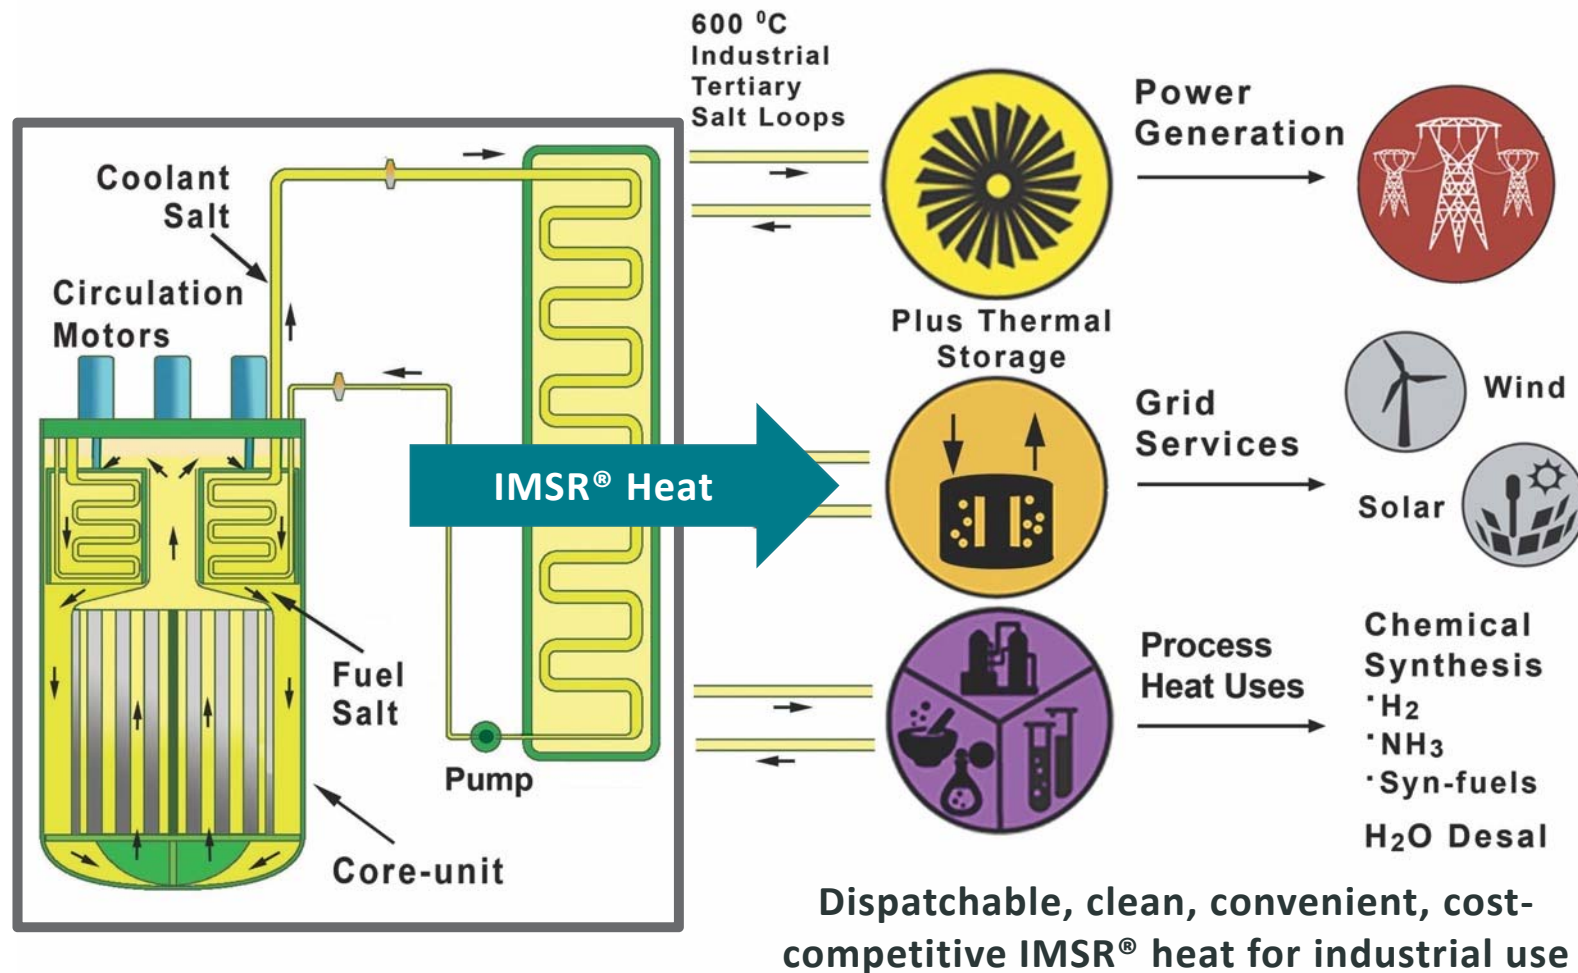 600 ⁰C
Industrial
Tertiary
Salt Loops
Power
Generation
Coolant
Salt
Circulation
Motors
Plus Thermal
Storage
IMSR® Heat
Grid
Services
Wind
Solar
Fuel
Salt
Pump
Core-unit
Process
Heat Uses
Chemical
Synthesis
·H₂
·NH₃
·Syn-fuels
H₂O Desal
Dispatchable, clean, convenient, cost-
competitive IMSR® heat for industrial use